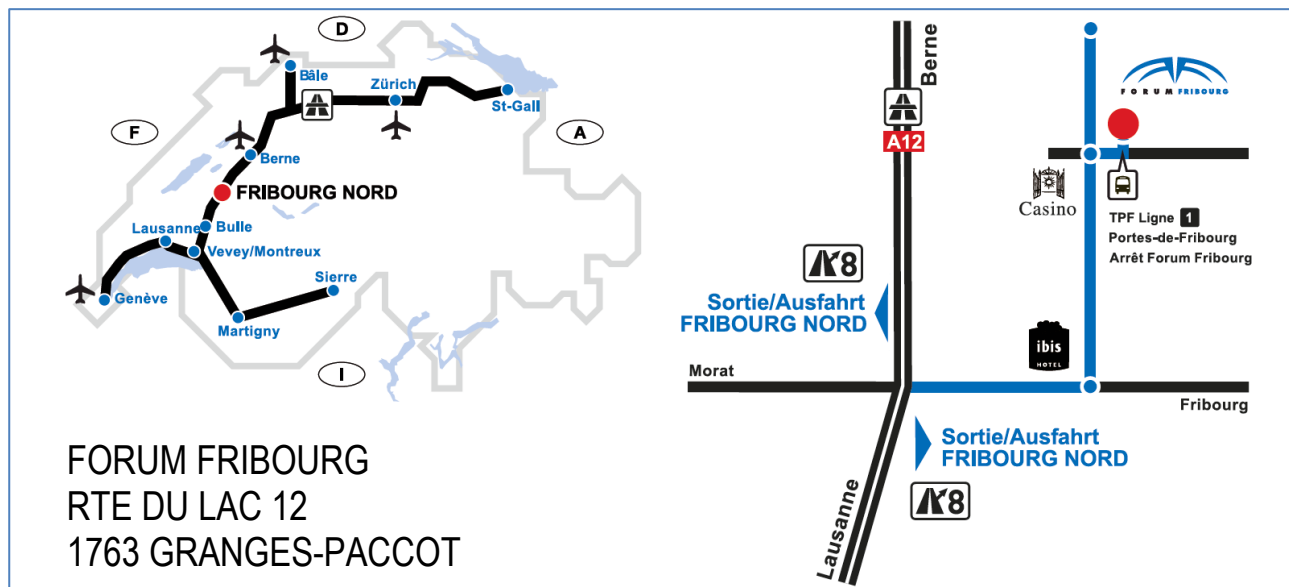 D
Bâle
Zürich
St-Gall
F
A
Berne
FRIBOURG NORD
Bulle
Lausanne
Vevey/Montreux
Sierre
Genève
Martigny
I
FORUM FRIBOURG
RTE DU LAC 12
1763 GRANGES-PACCOT
Berne
A12
FORUM FRIBOURG
Casino
TPF Ligne 1
Portes-de-Fribourg
Arrêt Forum Fribourg
8
Sortie/Ausfahrt
FRIBOURG NORD
ibis
HOTEL
Morat
Fribourg
Sortie/Ausfahrt
FRIBOURG NORD
8
Lausanne